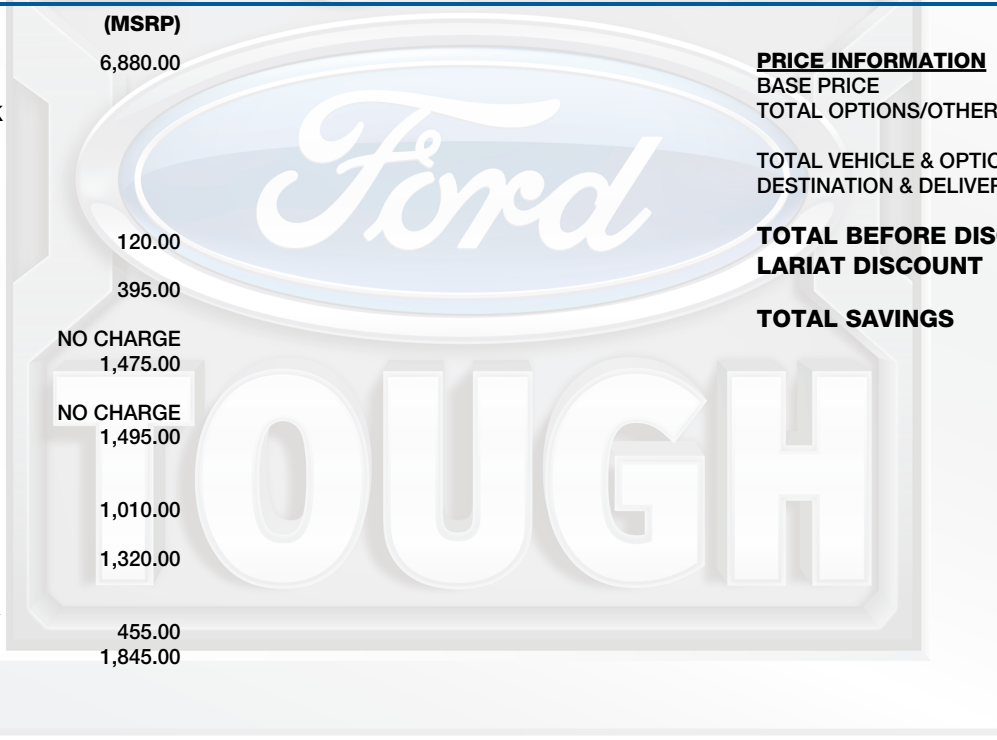 (MSRP)
6,880.00
120.00
395.00
NO CHARGE
1,475.00
NO CHARGE
1,495.00
1,010.00
1,320.00
455.00
1,845.00
PRICE INFORMATION
BASE PRICE
TOTAL OPTIONS/OTHER
TOTAL VEHICLE & OPTIO
DESTINATION & DELIVER
TOTAL BEFORE DIS
LARIAT DISCOUNT
TOTAL SAVINGS
Ford
TOUGH